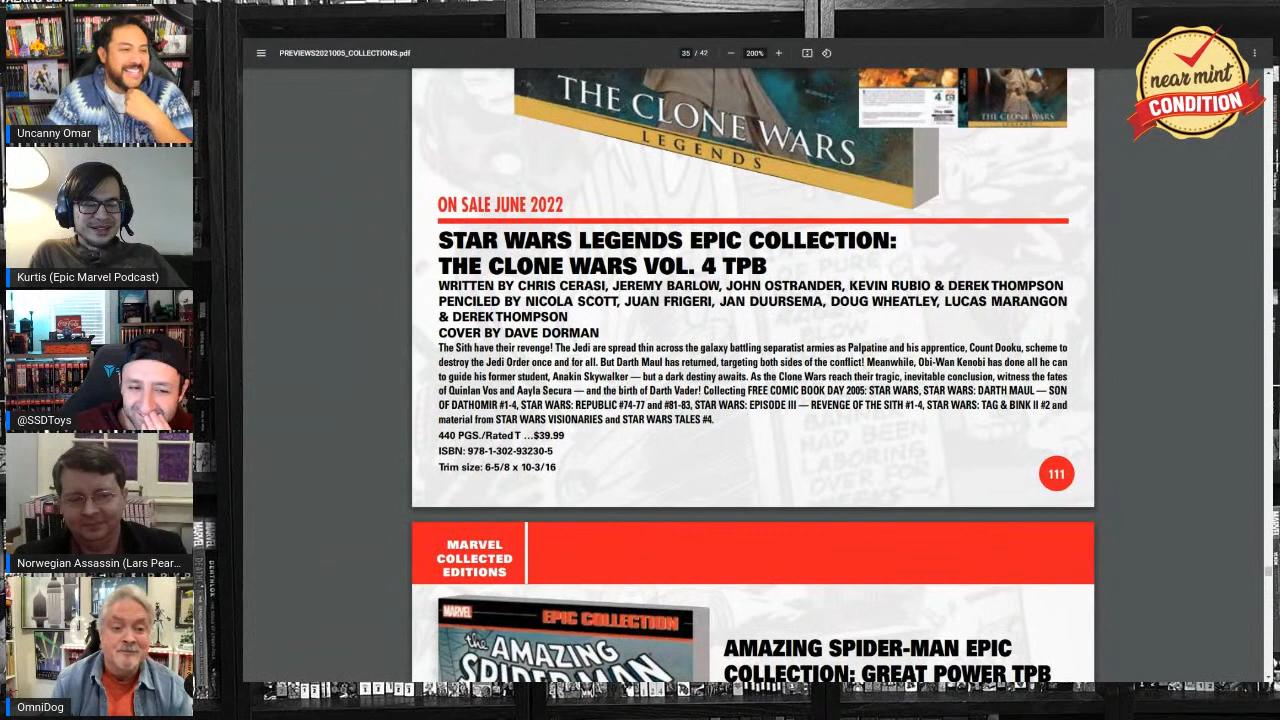 PREVIEWS2021005_COLLECTIONS.pdf
35 / 42
200%
near mint
CONDITION
Uncanny Omar
Kurtis (Epic Marvel Podcast)
@SSDToys
Norwegian Assassin (Lars Pear...
OmniDog
THE CLONE WARS
LEGENDS
THE CLONE WARS
ON SALE JUNE 2022
STAR WARS LEGENDS EPIC COLLECTION:
THE CLONE WARS VOL. 4 TPB
WRITTEN BY CHRIS CERASI, JEREMY BARLOW, JOHN OSTRANDER, KEVIN RUBIO & DEREK THOMPSON
PENCILED BY NICOLA SCOTT, JUAN FRIGERI, JAN DUURSEMA, DOUG WHEATLEY, LUCAS MARANGON
& DEREK THOMPSON
COVER BY DAVE DORMAN
The Sith have their revenge! The Jedi are spread thin across the galaxy battling separatist armies as Palpatine and his apprentice, Count Dooku, scheme to
destroy the Jedi Order once and for all. But Darth Maul has returned, targeting both sides of the conflict! Meanwhile, Obi-Wan Kenobi has done all he can
to guide his former student, Anakin Skywalker — but a dark destiny awaits. As the Clone Wars reach their tragic, inevitable conclusion, witness the fates
of Quinlan Vos and Aayla Secura — and the birth of Darth Vader! Collecting FREE COMIC BOOK DAY 2005: STAR WARS, STAR WARS: DARTH MAUL — SON
OF DATHOMIR #1-4, STAR WARS: REPUBLIC #74-77 and #81-83, STAR WARS: EPISODE III — REVENGE OF THE SITH #1-4, STAR WARS: TAG & BINK II #2 and
material from STAR WARS VISIONARIES and STAR WARS TALES #4.
440 PGS./Rated T ...$39.99
ISBN: 978-1-302-93230-5
Trim size: 6-5/8 x 10-3/16
111
MARVEL
COLLECTED
EDITIONS
MARVEL
EPIC COLLECTION
the AMAZING
SPIDER-MAN
AMAZING SPIDER-MAN EPIC
COLLECTION: GREAT POWER TPB